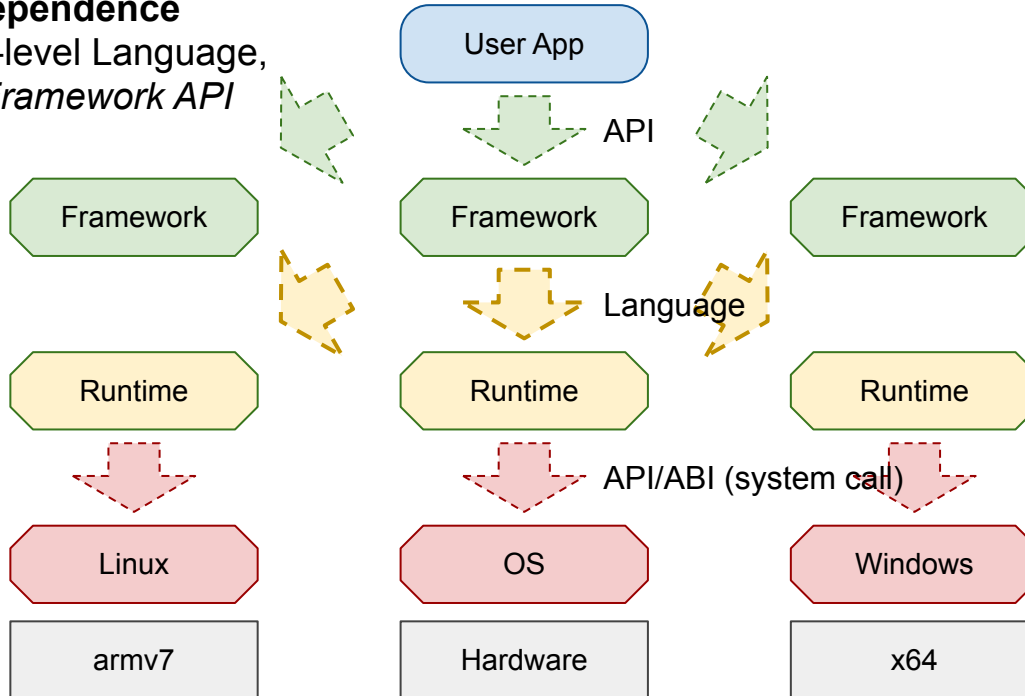 ependence
-level Language,
Framework API
User App
API
Framework
Framework
Framework
Language
Runtime
Runtime
Runtime
API/ABI (system call)
Linux
OS
Windows
armv7
Hardware
x64